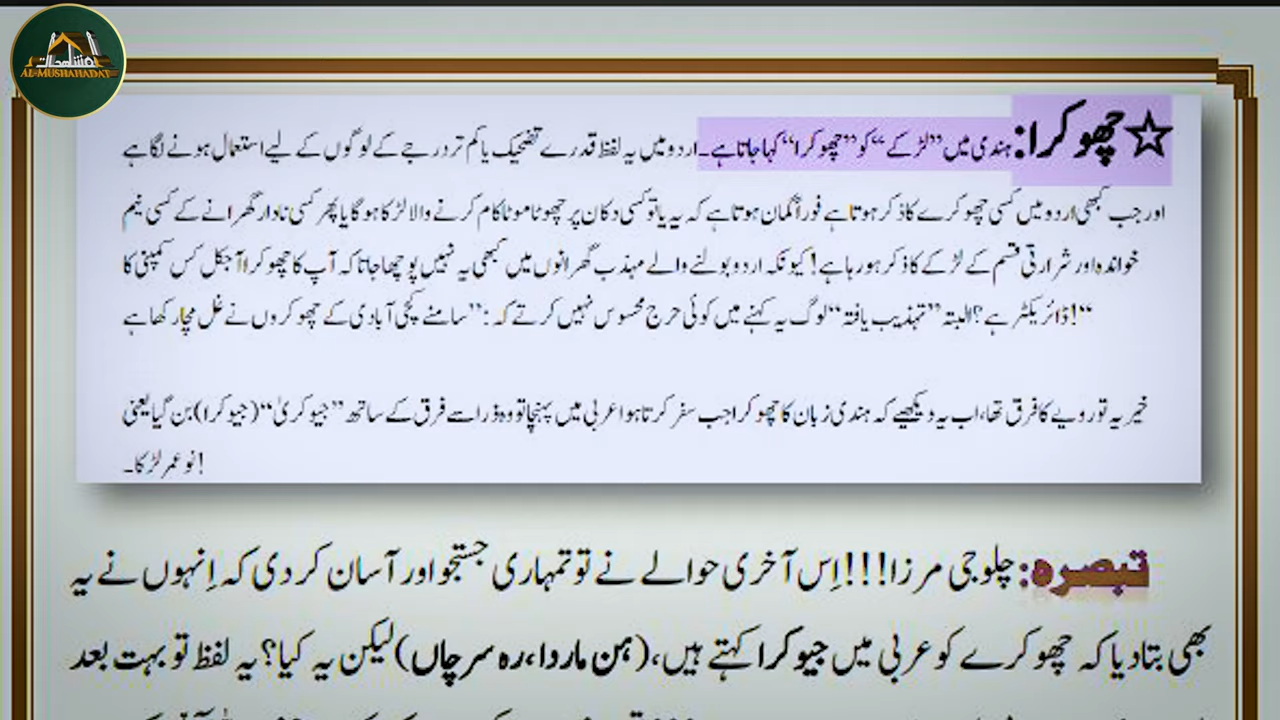 مشاہدات
AL-MUSHAHADAT
☆چھوکرا: ہندی میں ”لڑکے“ کو ”چھوکرا“ کہا جاتا ہے۔ اردو میں یہ لفظ قدرے تضحیک یا کم تر درجے کے لوگوں کے لیے استعمال ہونے لگا ہے
اور جب کبھی اردو میں کسی چھوکرے کا ذکر ہوتا ہے فوراً گمان ہوتا ہے کہ یہ یا تو کسی دکان پر چھوٹا موٹا کام کرنے والا لڑکا ہوگا یا پھر کسی نادار گھرانے کے کسی نیم
خواندہ اور شرارتی قسم کے لڑکے کا ذکر ہو رہا ہے! کیونکہ اردو بولنے والے مہذب گھرانوں میں کبھی یہ نہیں پوچھا جاتا کہ آپ کا چھوکرا آجکل کس کمپنی کا
“!ڈائریکٹر ہے؟ البتہ ”تہذیب یافتہ“ لوگ یہ کہنے میں کوئی حرج محسوس نہیں کرتے کہ: ”سامنے کچی آبادی کے چھوکروں نے غل مچا رکھا ہے
خیر یہ تو رویے کا فرق تھا، اب یہ دیکھیے کہ ہندی زبان کا چھوکرا جب سفر کرتا ہوا عربی میں پہنچا تو وہ ذرا سے فرق کے ساتھ ”جیوکریٰ“ (جیوکرا) بن گیا یعنی
!نو عمر لڑکا۔
تبصرہ: چلو جی مرزا!!! اِس آخری حوالے نے تو تمہاری جستجو اور آسان کر دی کہ اِنہوں نے یہ
بھی بتا دیا کہ چھوکرے کو عربی میں جیوکرا کہتے ہیں، (ہن ماردا، رہ سرچاں) لیکن یہ کیا؟ یہ لفظ تو بہت بعد